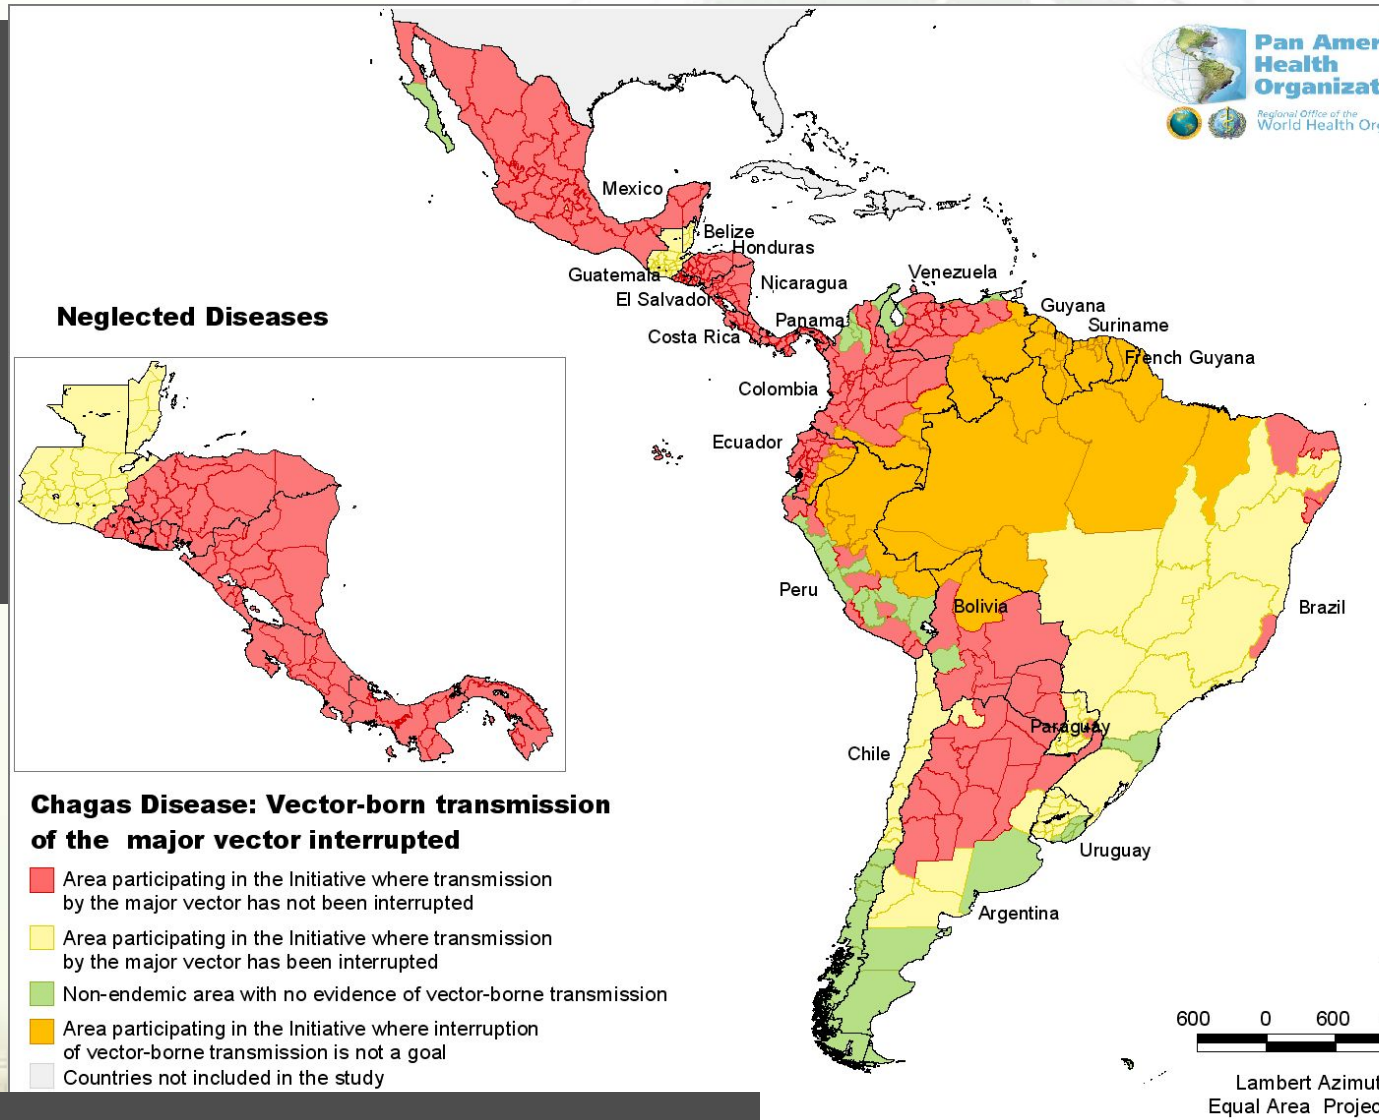 Pan Amer
Health
Organizat
Regional Office of the
World Health Org
Mexico
Belize
Honduras
Guatemala
Nicaragua
El Salvador
Costa Rica
Panama
Venezuela
Guyana
Suriname
French Guyana
Colombia
Ecuador
Peru
Bolivia
Brazil
Paraguay
Chile
Uruguay
Argentina
Neglected Diseases
Chagas Disease: Vector-born transmission
of the major vector interrupted
Area participating in the Initiative where transmission
by the major vector has not been interrupted
Area participating in the Initiative where transmission
by the major vector has been interrupted
Non-endemic area with no evidence of vector-borne transmission
Area participating in the Initiative where interruption
of vector-borne transmission is not a goal
Countries not included in the study
600 0 600
Lambert Azimut
Equal Area Projec